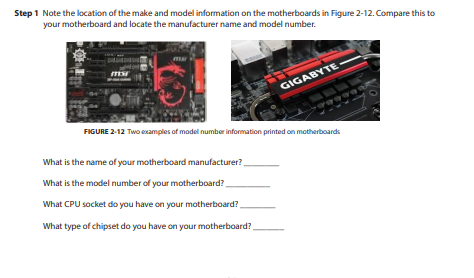 Step 1 Note the location of the make and model information on the motherboards in Figure 2-12. Compare this to
your motherboard and locate the manufacturer name and model number.
msi
msi
GIGABYTE
FIGURE 2-12 Two examples of model number information printed on motherboards
What is the name of your motherboard manufacturer?
What is the model number of your motherboard?
What CPU socket do you have on your motherboard?
What type of chipset do you have on your motherboard?